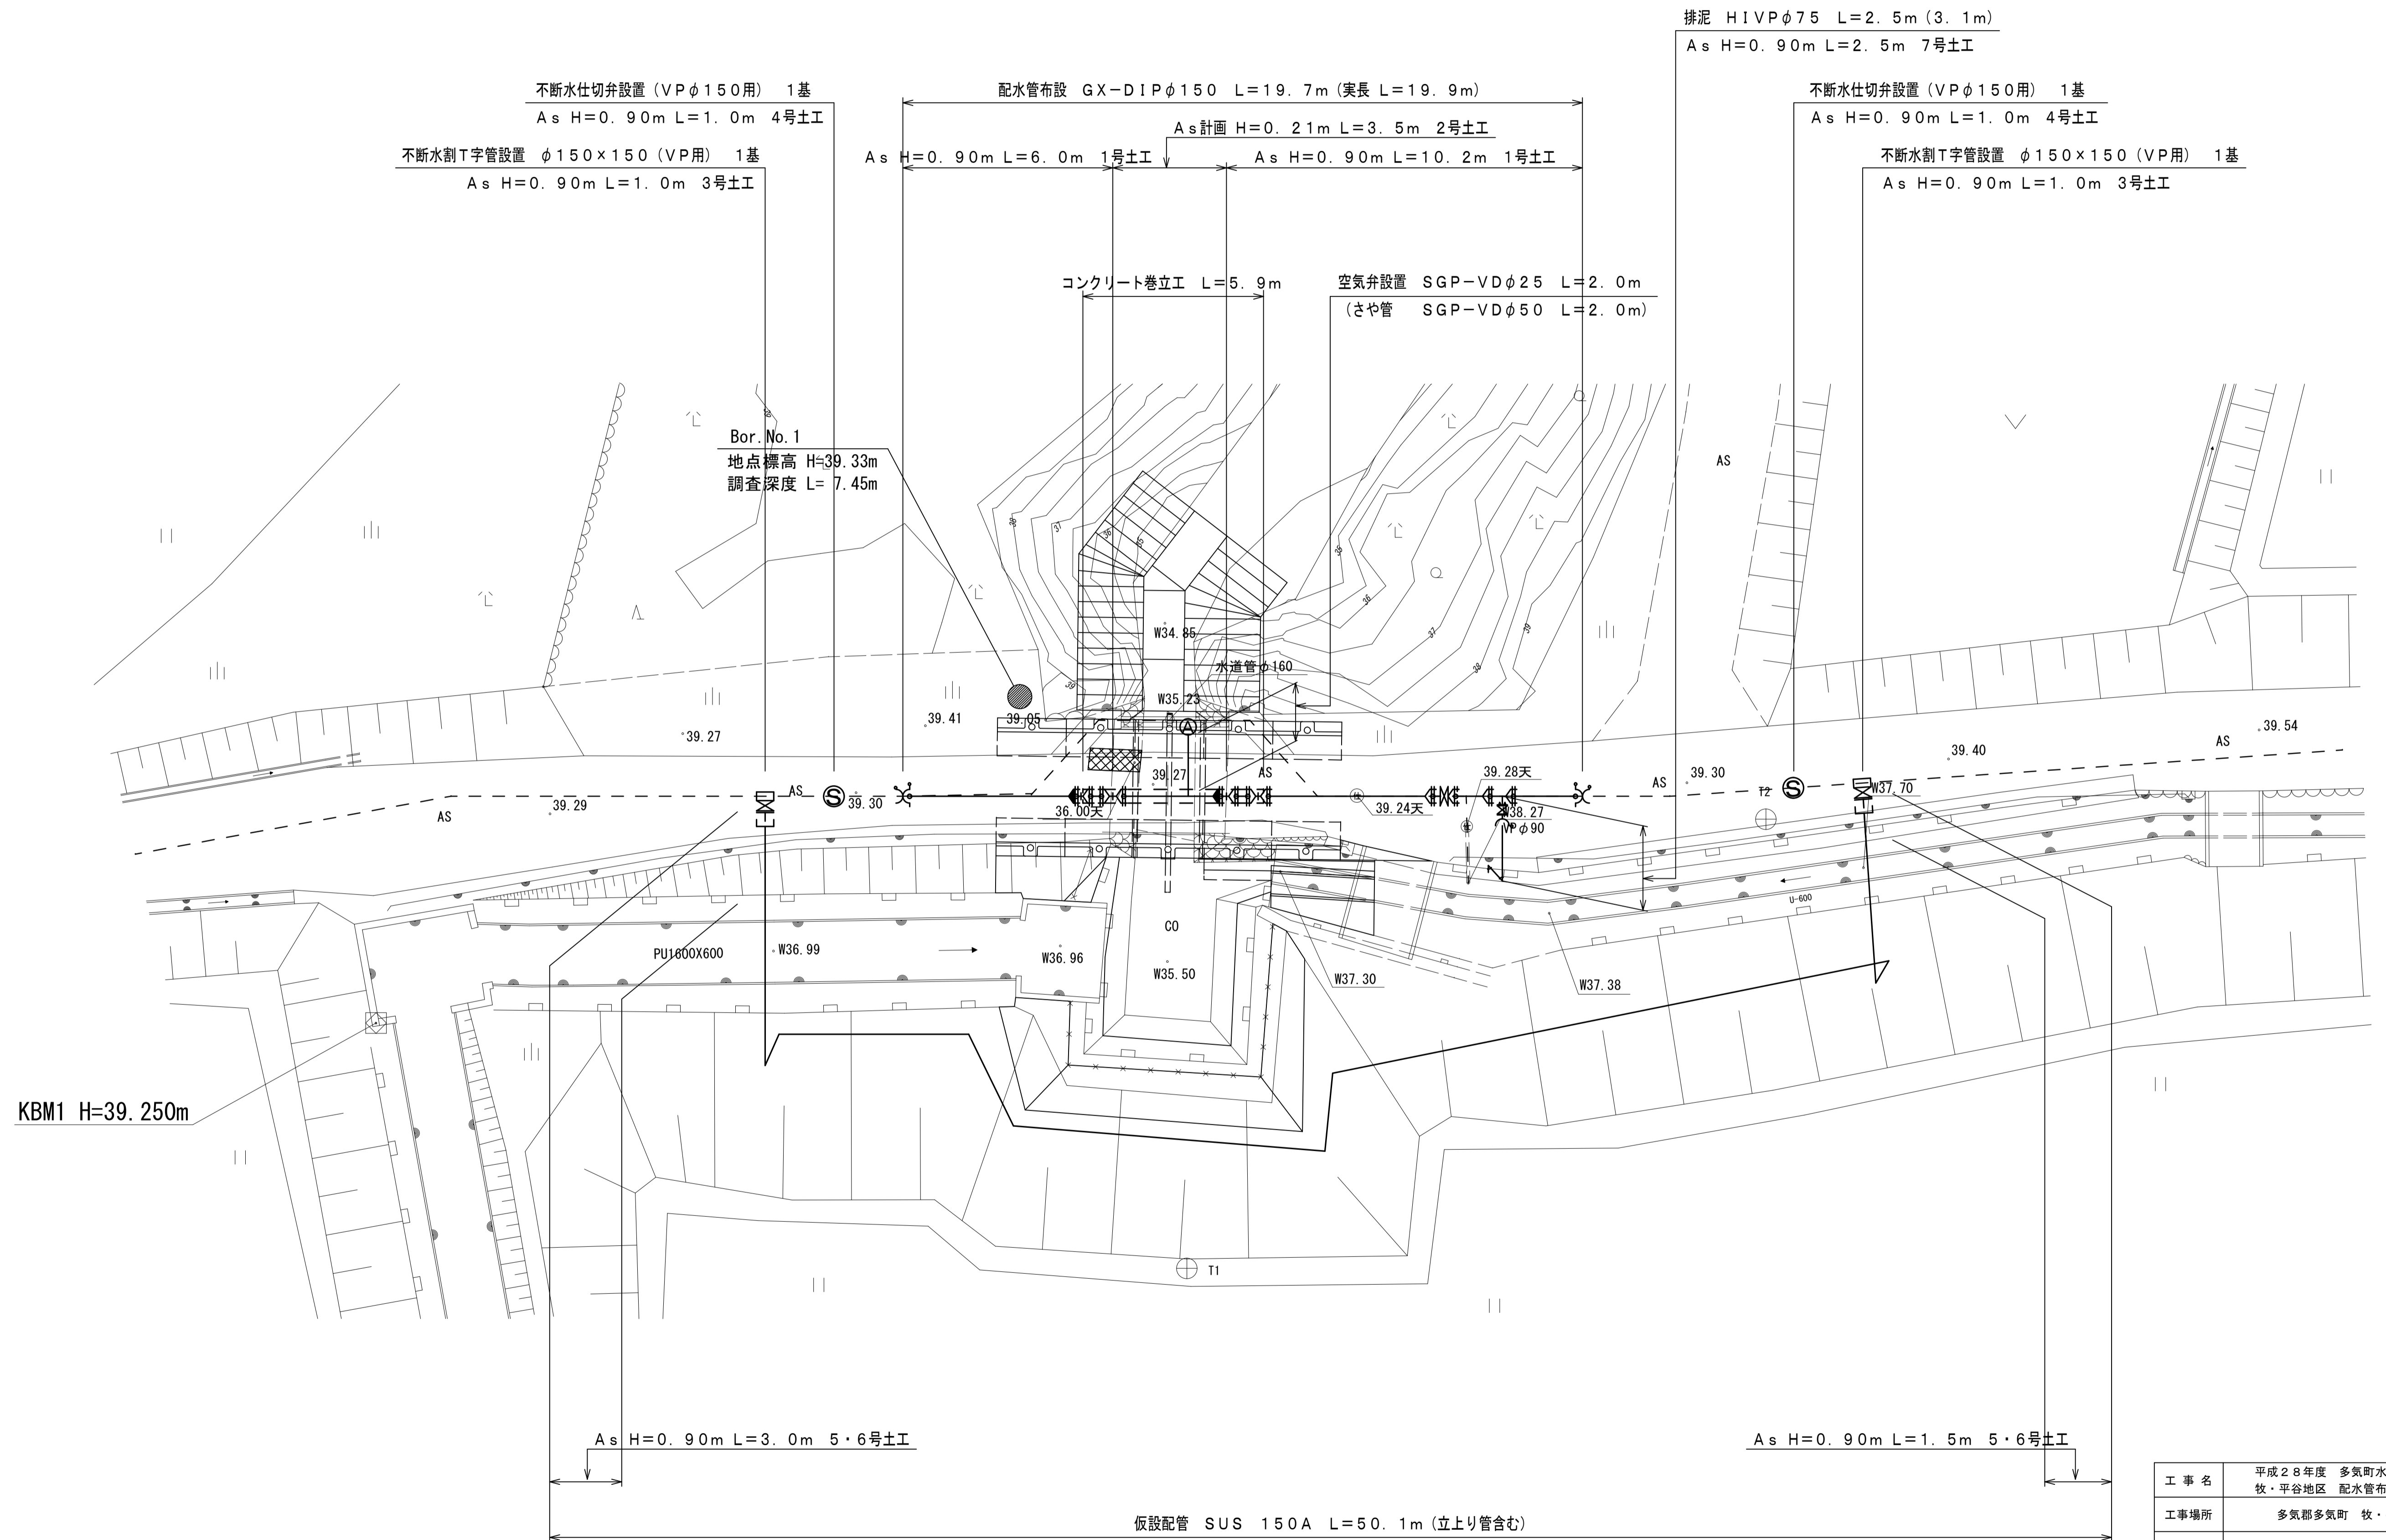 排泥 HIVPφ75 L=2.5m(3.1m)
As H=0.90m L=2.5m 7号土工
不断水仕切弁設置(VPφ150用) 1基
As H=0.90m L=1.0m 4号土工
配水管布設 GX-DIPφ150 L=19.7m(実長 L=19.9m)
不断水仕切弁設置(VPφ150用) 1基
As H=0.90m L=1.0m 4号土工
As計画 H=0.21m L=3.5m 2号土工
不断水割T字管設置 φ150×150(VP用) 1基
As H=0.90m L=1.0m 3号土工
As H=0.90m L=6.0m 1号土工
As H=0.90m L=10.2m 1号土工
不断水割T字管設置 φ150×150(VP用) 1基
As H=0.90m L=1.0m 3号土工
コンクリート巻立工 L=5.9m
空気弁設置 SGP-VDφ25 L=2.0m
(さや管 SGP-VDφ50 L=2.0m)
Bor.No.1
地点標高 H=39.33m
調査深度 L= 7.45m
AS
39
38
37
36
35
35
36
37
38
39
39
W34.85
水道管φ160
W35.23
39.41
39.05
39.27
A
39.54
AS
39.40
39.27
AS
39.28天
39.30
AS
AS
S
39.30
39.29
AS
36.00天
39.24天
W38.27
VPφ90
T2
S
W37.70
U-600
CO
PU1600X600
W36.99
W36.96
W35.50
W37.30
W37.38
KBM1 H=39.250m
T1
As H=0.90m L=3.0m 5・6号土工
As H=0.90m L=1.5m 5・6号土工
仮設配管 SUS 150A L=50.1m(立上り管含む)
工事名 平成28年度 多気町水
牧・平谷地区 配水管布
工事場所 多気郡多気町 牧・